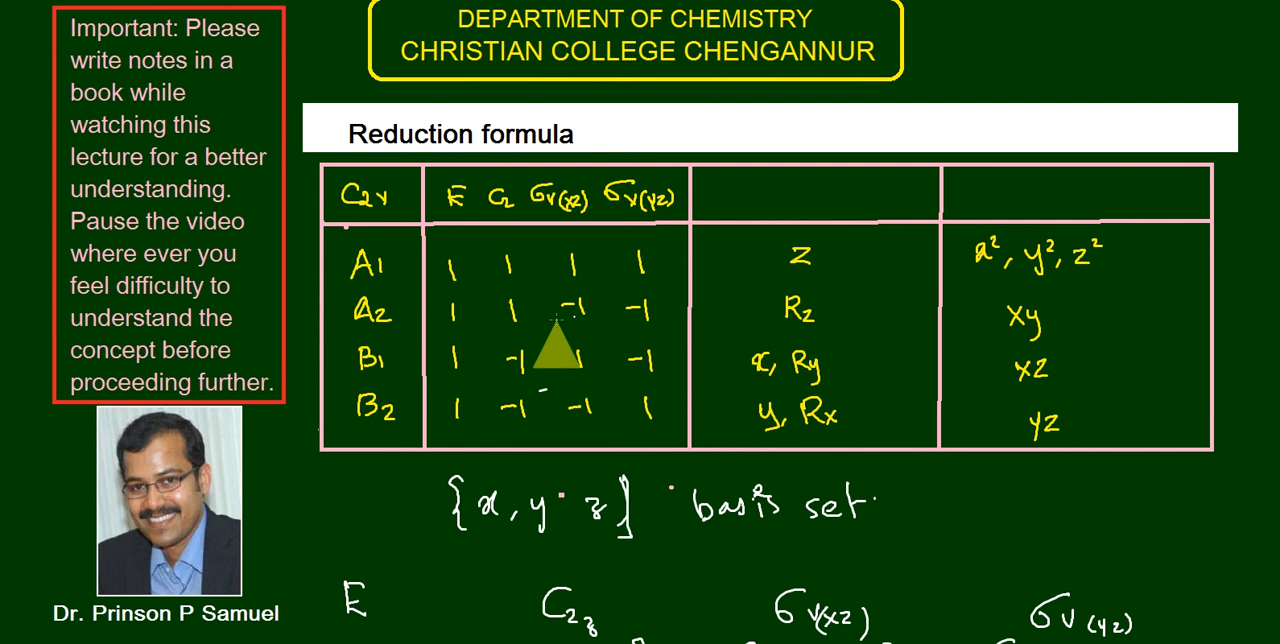 Important: Please
write notes in a
book while
watching this
lecture for a better
understanding.
Pause the video
where ever you
feel difficulty to
understand the
concept before
proceeding further.
Dr. Prinson P Samuel
DEPARTMENT OF CHEMISTRY
CHRISTIAN COLLEGE CHENGANNUR
Reduction formula
C2v E C2 σv(xz) σv(yz)
A1 1 1 1 1 z x², y², z²
A2 1 1 -1 -1 Rz xy
B1 1 -1 1 -1 x, Ry xz
B2 1 -1 -1 1 y, Rx yz
{x, y z} basis set.
E C2z σv(xz) σv(yz)